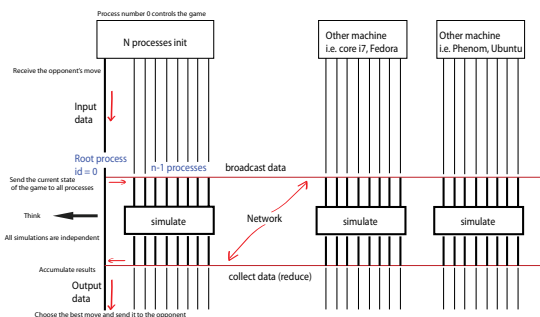 Process number 0 controls the game
N processes init
Other machine
i.e. core i7, Fedora
Other machine
i.e. Phenom, Ubuntu
Receive the opponent's move
Input
data
Root process
id = 0
n-1 processes
broadcast data
Send the current state
of the game to all processes
Think
simulate
Network
simulate
simulate
All simulations are independent
Accumulate results
collect data (reduce)
Output
data
Choose the best move and send it to the opponent